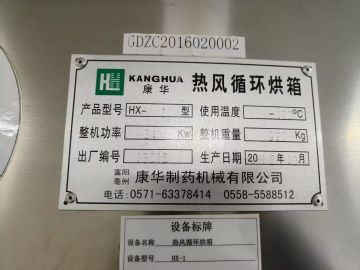 GDZC2016020002
KANGHUA
康华
热风循环烘箱
产品型号 HX- 型 使用温度 ℃
整机功率 Kw 整机重量 Kg
出厂编号 生产日期 20 年 月
富阳
亳州 康华制药机械有限公司
电话:0571-63378414 0558-5588512
设备标牌
设备名称 热风循环烘箱
设备型号 HX-1